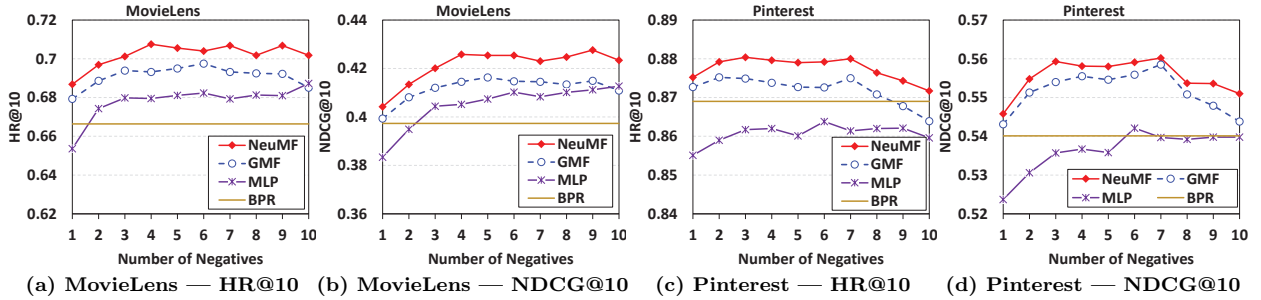 MovieLens
HR@10
0.72
0.7
0.68
0.66
0.64
0.62
NeuMF
GMF
MLP
BPR
1 2 3 4 5 6 7 8 9 10
Number of Negatives
(a) MovieLens — HR@10
MovieLens
NDCG@10
0.44
0.42
0.4
0.38
0.36
NeuMF
GMF
MLP
BPR
1 2 3 4 5 6 7 8 9 10
Number of Negatives
(b) MovieLens — NDCG@10
Pinterest
HR@10
0.89
0.88
0.87
0.86
0.85
0.84
NeuMF
GMF
MLP
BPR
1 2 3 4 5 6 7 8 9 10
Number of Negatives
(c) Pinterest — HR@10
Pinterest
NDCG@10
0.57
0.56
0.55
0.54
0.53
0.52
NeuMF GMF
MLP BPR
1 2 3 4 5 6 7 8 9 10
Number of Negatives
(d) Pinterest — NDCG@10